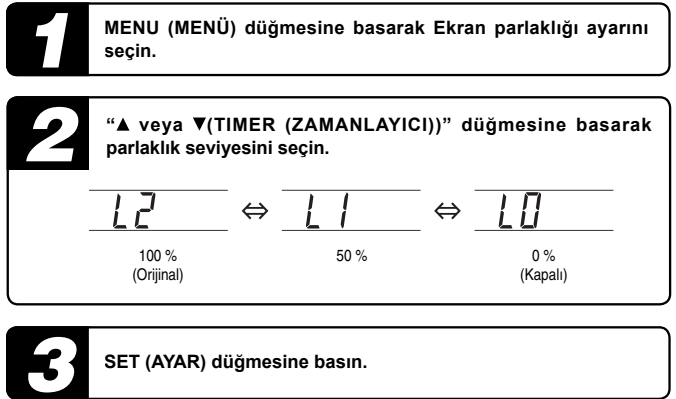 1
MENU (MENÜ) düğmesine basarak Ekran parlaklığı ayarını
seçin.
2
“▲ veya ▼(TIMER (ZAMANLAYICI))" düğmesine basarak
parlaklık seviyesini seçin.
L2 ⇔ L1 ⇔ L0
100 % 50 % 0 %
(Orijinal) (Kapalı)
3
SET (AYAR) düğmesine basın.